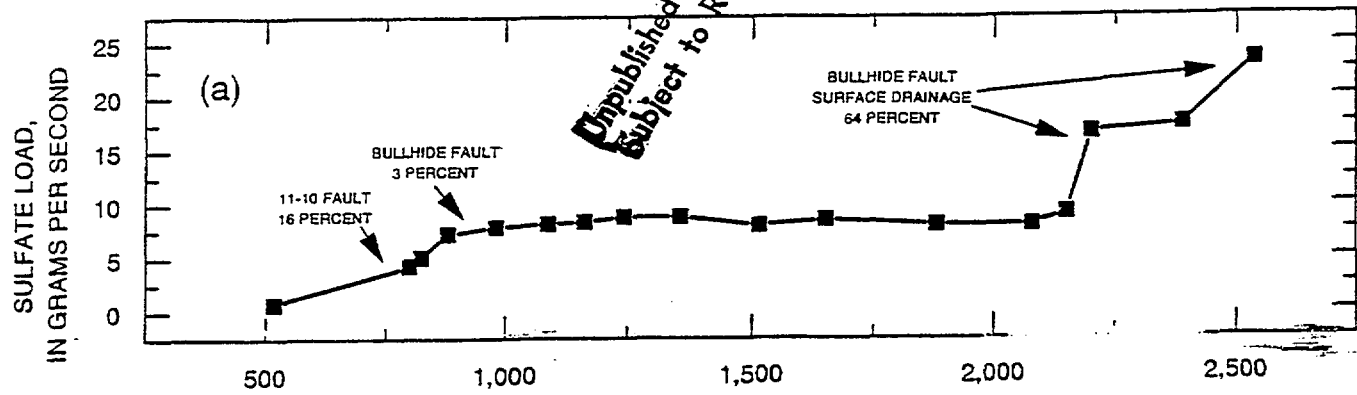 Unpublished
Subject to R
(a)
SULFATE LOAD,
IN GRAMS PER SECOND
25
20
15
10
5
0
11-10 FAULT
16 PERCENT
BULLHIDE FAULT
3 PERCENT
BULLHIDE FAULT
SURFACE DRAINAGE
64 PERCENT
500
1,000
1,500
2,000
2,500